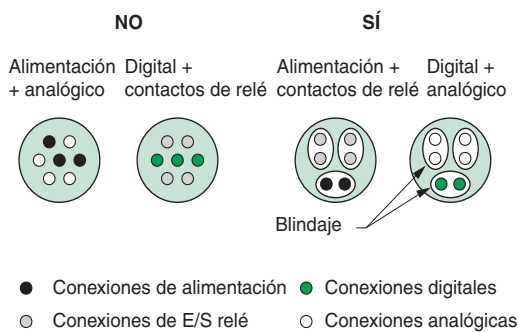 NO
SÍ
Alimentación + analógico
Digital + contactos de relé
Alimentación + contactos de relé
Digital + analógico
Blindaje
Conexiones de alimentación
Conexiones digitales
Conexiones de E/S relé
Conexiones analógicas